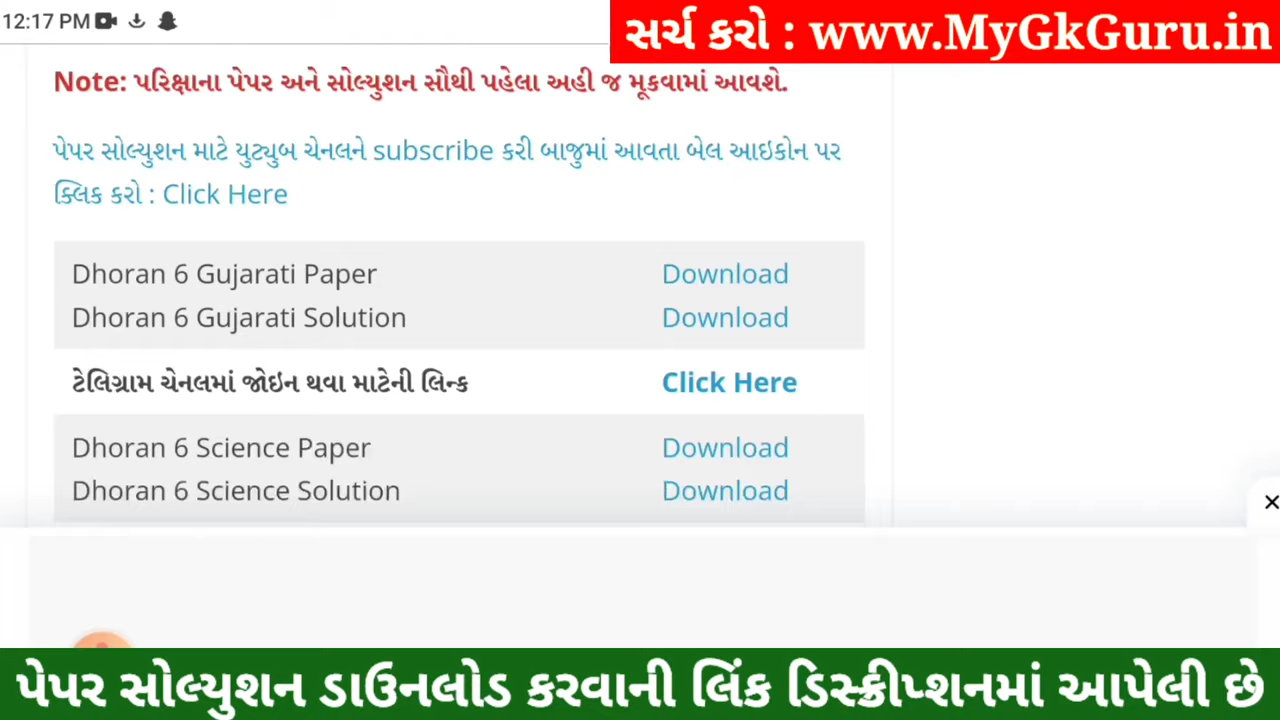 12:17 PM
સર્ચ કરો : www.MyGkGuru.in
Note: પરિક્ષાના પેપર અને સોલ્યુશન સૌથી પહેલા અહી જ મૂકવામાં આવશે.
પેપર સોલ્યુશન માટે યુટ્યુબ ચેનલને subscribe કરી બાજુમાં આવતા બેલ આઇકોન પર
ક્લિક કરો : Click Here
Dhoran 6 Gujarati Paper Download
Dhoran 6 Gujarati Solution Download
ટેલિગ્રામ ચેનલમાં જોઇન થવા માટેની લિન્ક Click Here
Dhoran 6 Science Paper Download
Dhoran 6 Science Solution Download
પેપર સોલ્યુશન ડાઉનલોડ કરવાની લિંક ડિસ્ક્રીપ્શનમાં આપેલી છે